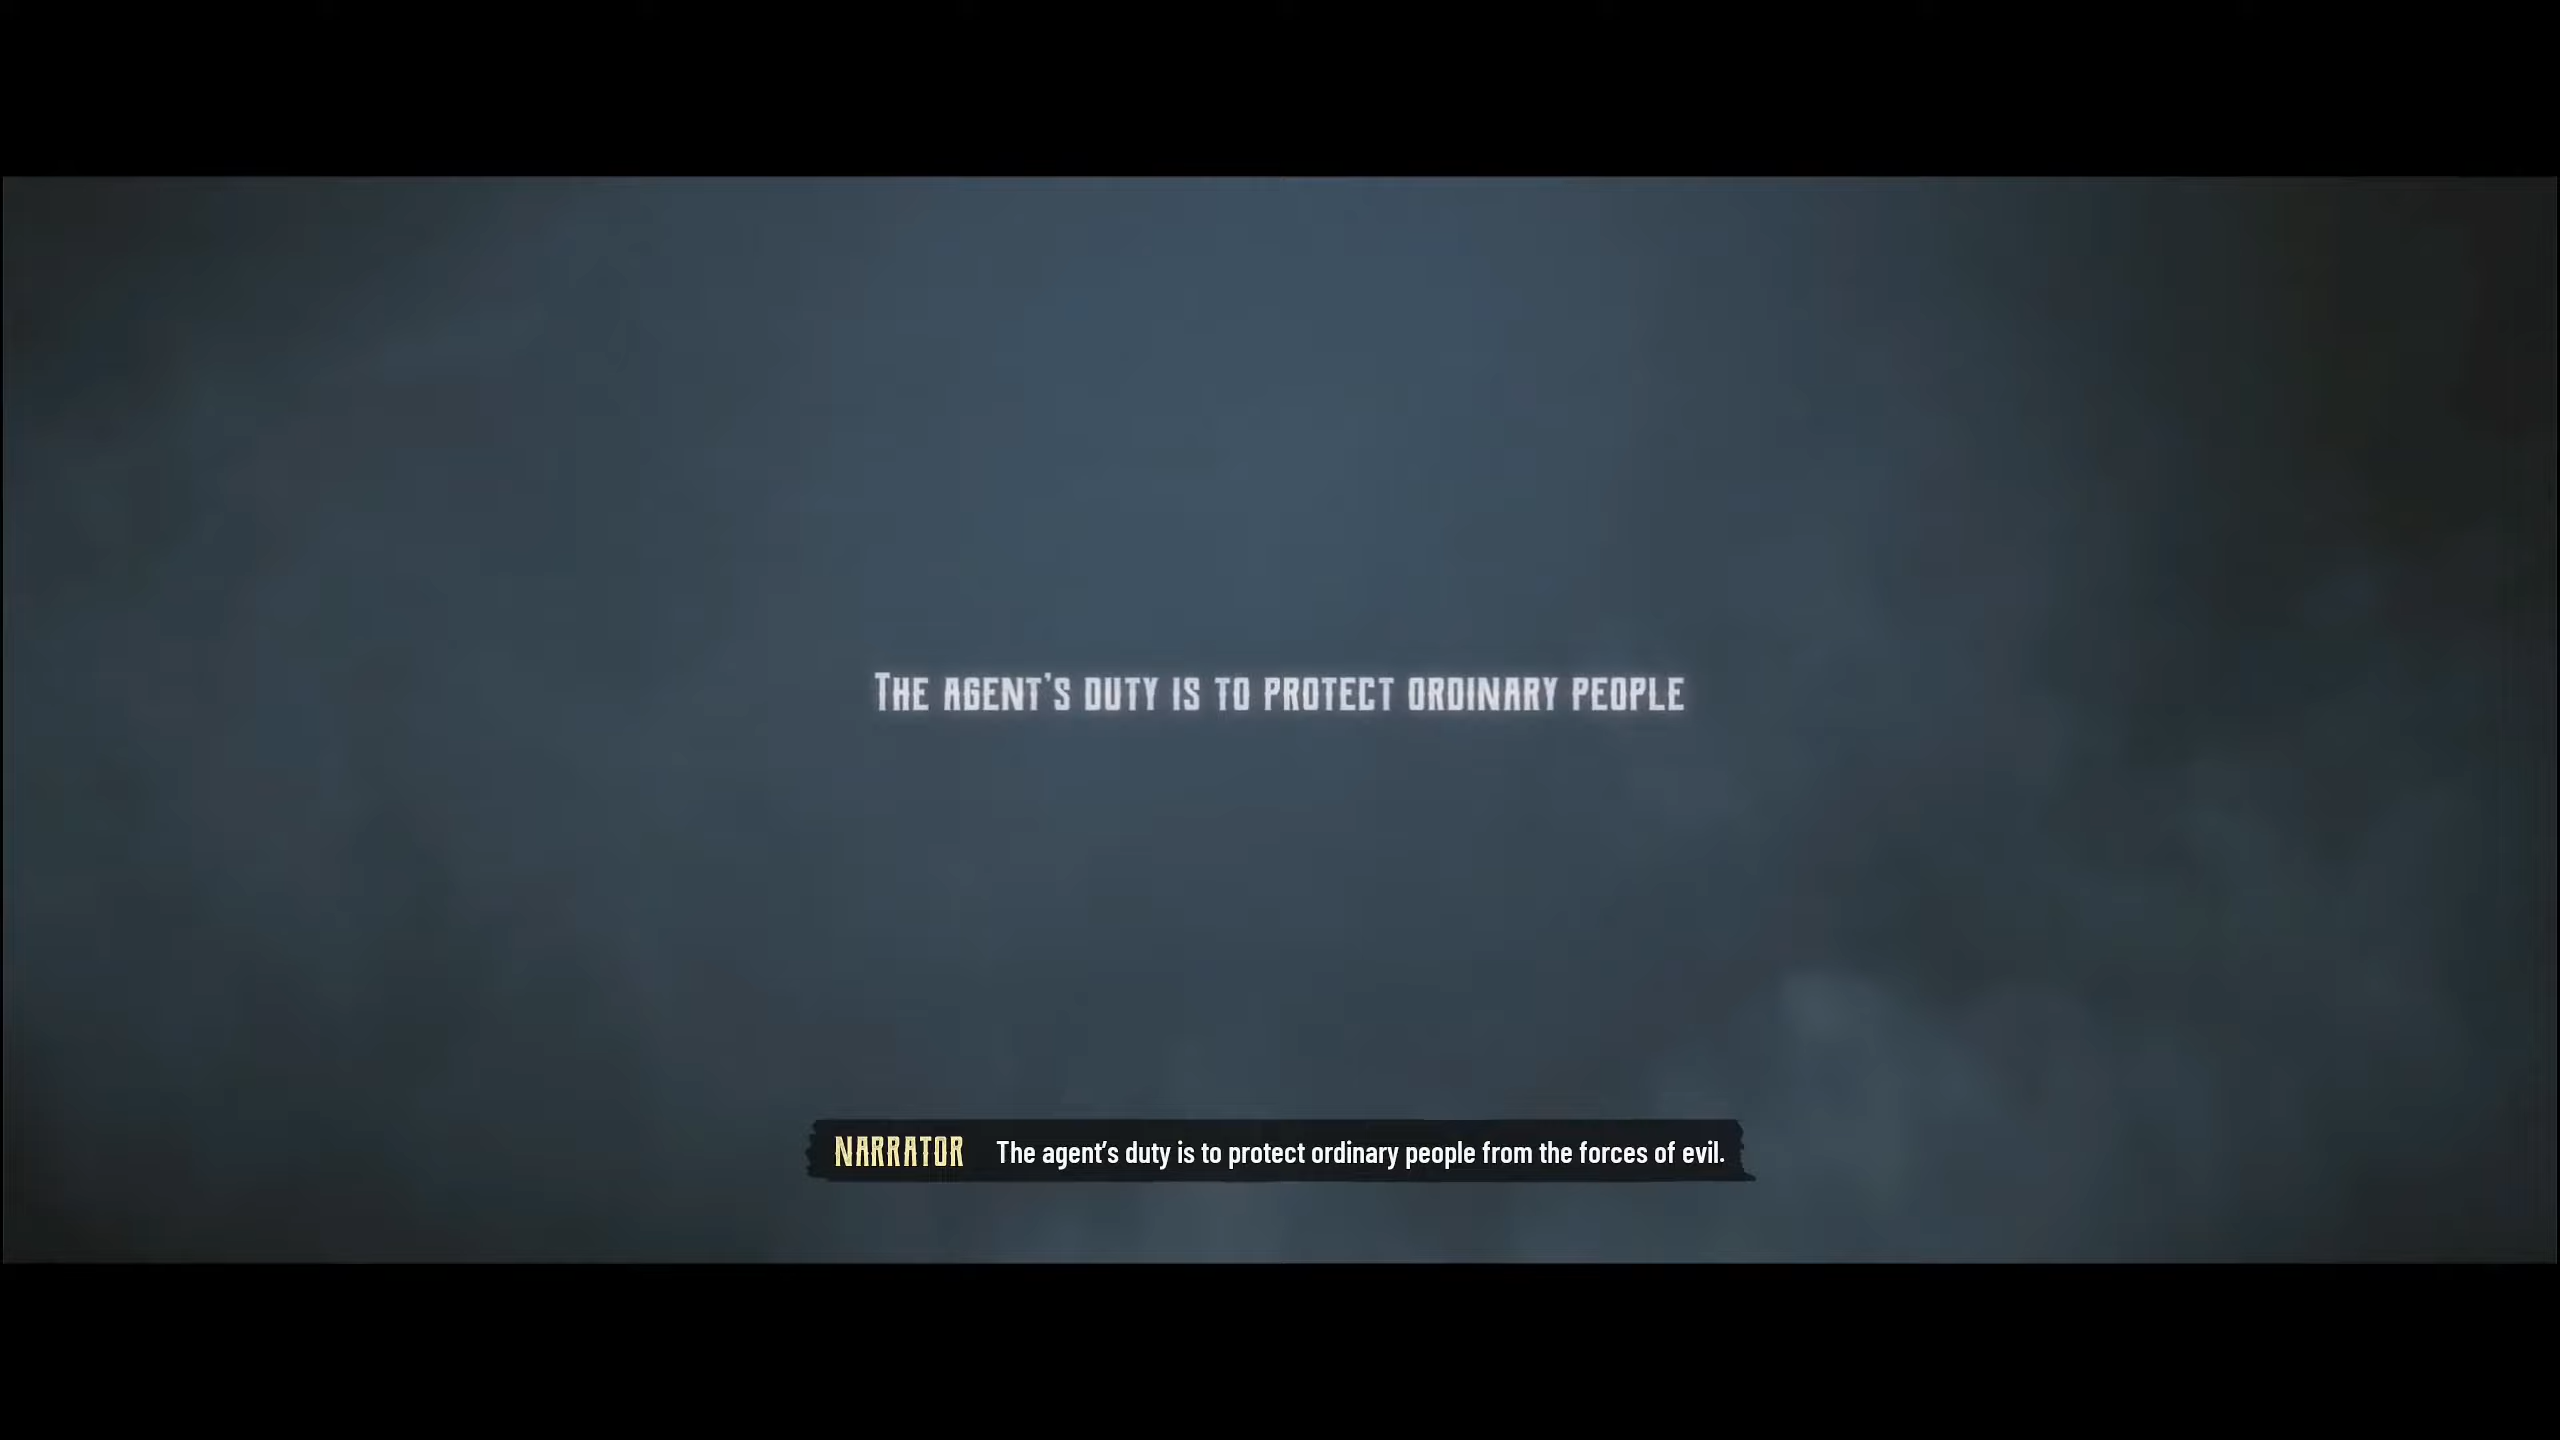 THE AGENT'S DUTY IS TO PROTECT ORDINARY PEOPLE
NARRATOR The agent's duty is to protect ordinary people from the forces of evil.